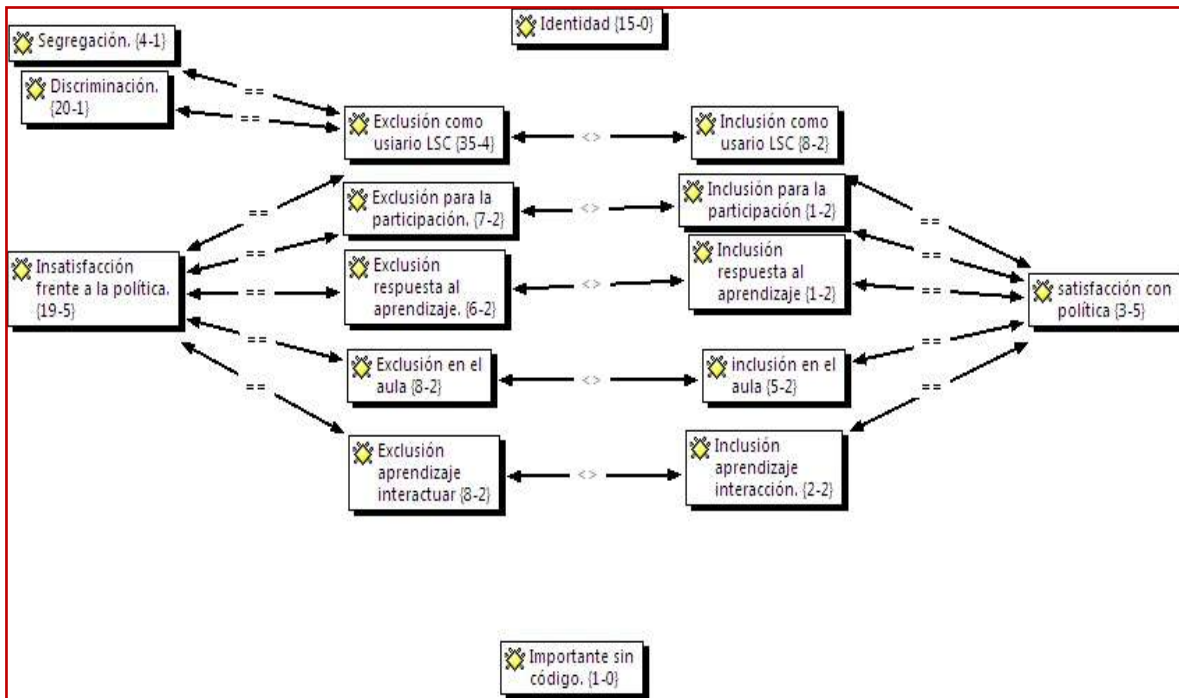 Identidad {15-0}
Segregación. {4-1}
Discriminación.
{20-1}
==
==
Exclusión como
usiario LSC {35-4}
<>
Inclusión como
usario LSC {8-2}
Exclusión para la
participación. {7-2}
<>
Inclusión para la
participación {1-2}
==
==
==
==
Insatisfacción
frente a la política.
{19-5}
==
Exclusión
respuesta al
aprendizaje. {6-2}
<>
Inclusión
respuesta al
aprendizaje {1-2}
==
satisfacción con
política {3-5}
==
Exclusión en el
aula {8-2}
<>
inclusión en el
aula {5-2}
==
==
==
Exclusión
aprendizaje
interactuar {8-2}
<>
Inclusión
aprendizaje
interacción. {2-2}
Importante sin
código. {1-0}